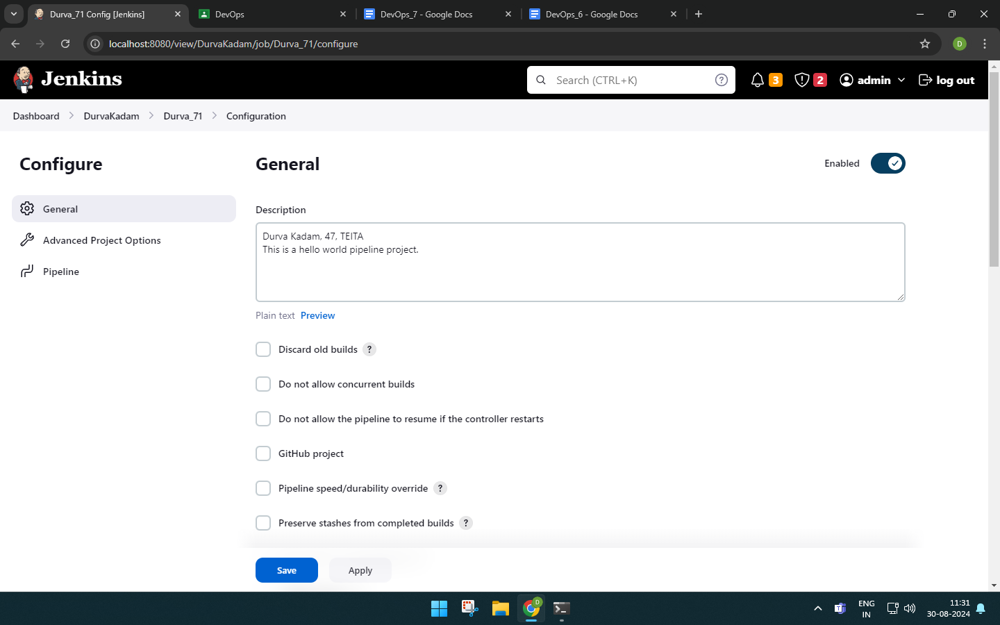 Durva_71 Config [Jenkins]
DevOps
DevOps_7 - Google Docs
DevOps_6 - Google Docs
localhost:8080/view/DurvaKadam/job/Durva_71/configure
D
Jenkins
Search (CTRL+K)
?
3
2
admin
log out
Dashboard
DurvaKadam
Durva_71
Configuration
Configure
General
Advanced Project Options
Pipeline
General
Enabled
Description
Durva Kadam, 47, TEITA
This is a hello world pipeline project.
Plain text Preview
Discard old builds ?
Do not allow concurrent builds
Do not allow the pipeline to resume if the controller restarts
GitHub project
Pipeline speed/durability override ?
Preserve stashes from completed builds ?
Save
Apply
D
ENG
IN
11:31
30-08-2024